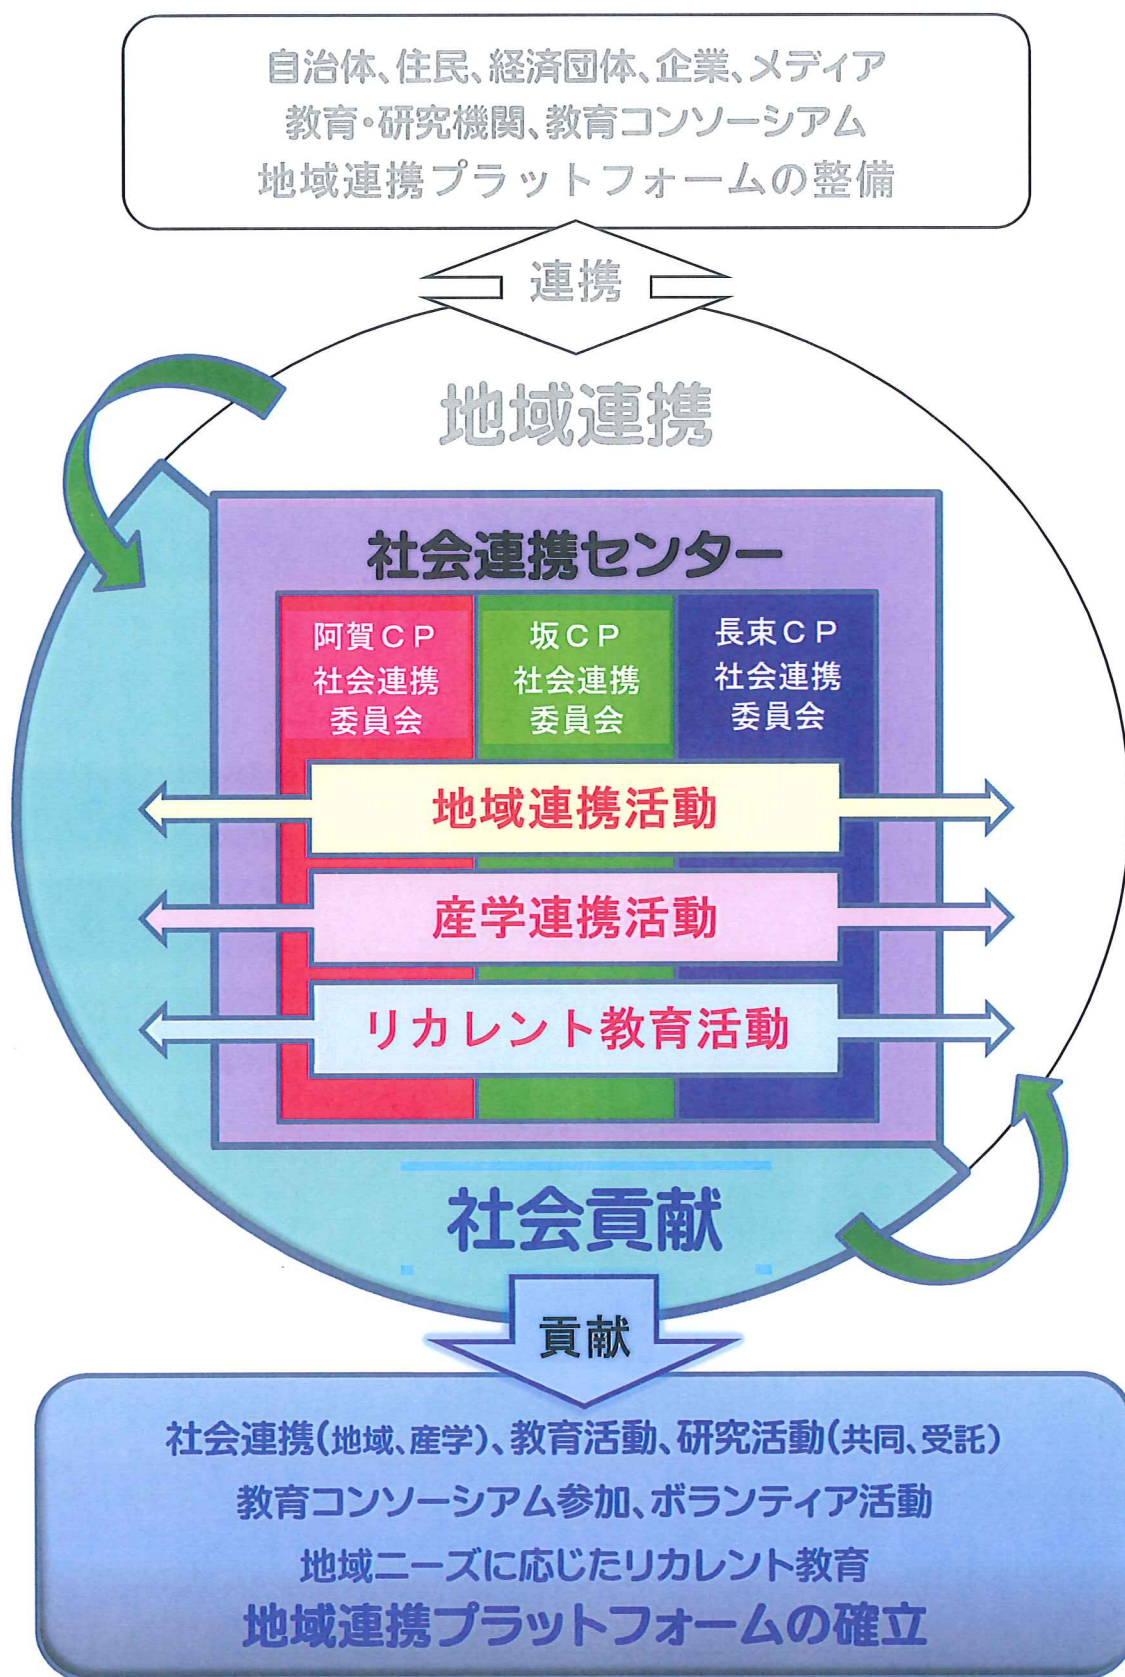 自治体、住民、経済団体、企業、メディア
教育・研究機関、教育コンソーシアム
地域連携プラットフォームの整備
連携
地域連携
社会連携センター
阿賀CP
社会連携
委員会
坂CP
社会連携
委員会
長束CP
社会連携
委員会
地域連携活動
産学連携活動
リカレント教育活動
社会貢献
貢献
社会連携(地域、産学)、教育活動、研究活動(共同、受託)
教育コンソーシアム参加、ボランティア活動
地域ニーズに応じたリカレント教育
地域連携プラットフォームの確立